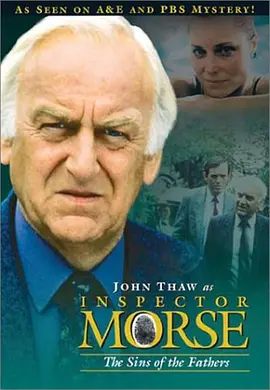 AS SEEN ON A&E AND PBS MYSTERY!
JOHN THAW as
INSPECTOR
MORSE
The Sins of the Fathers